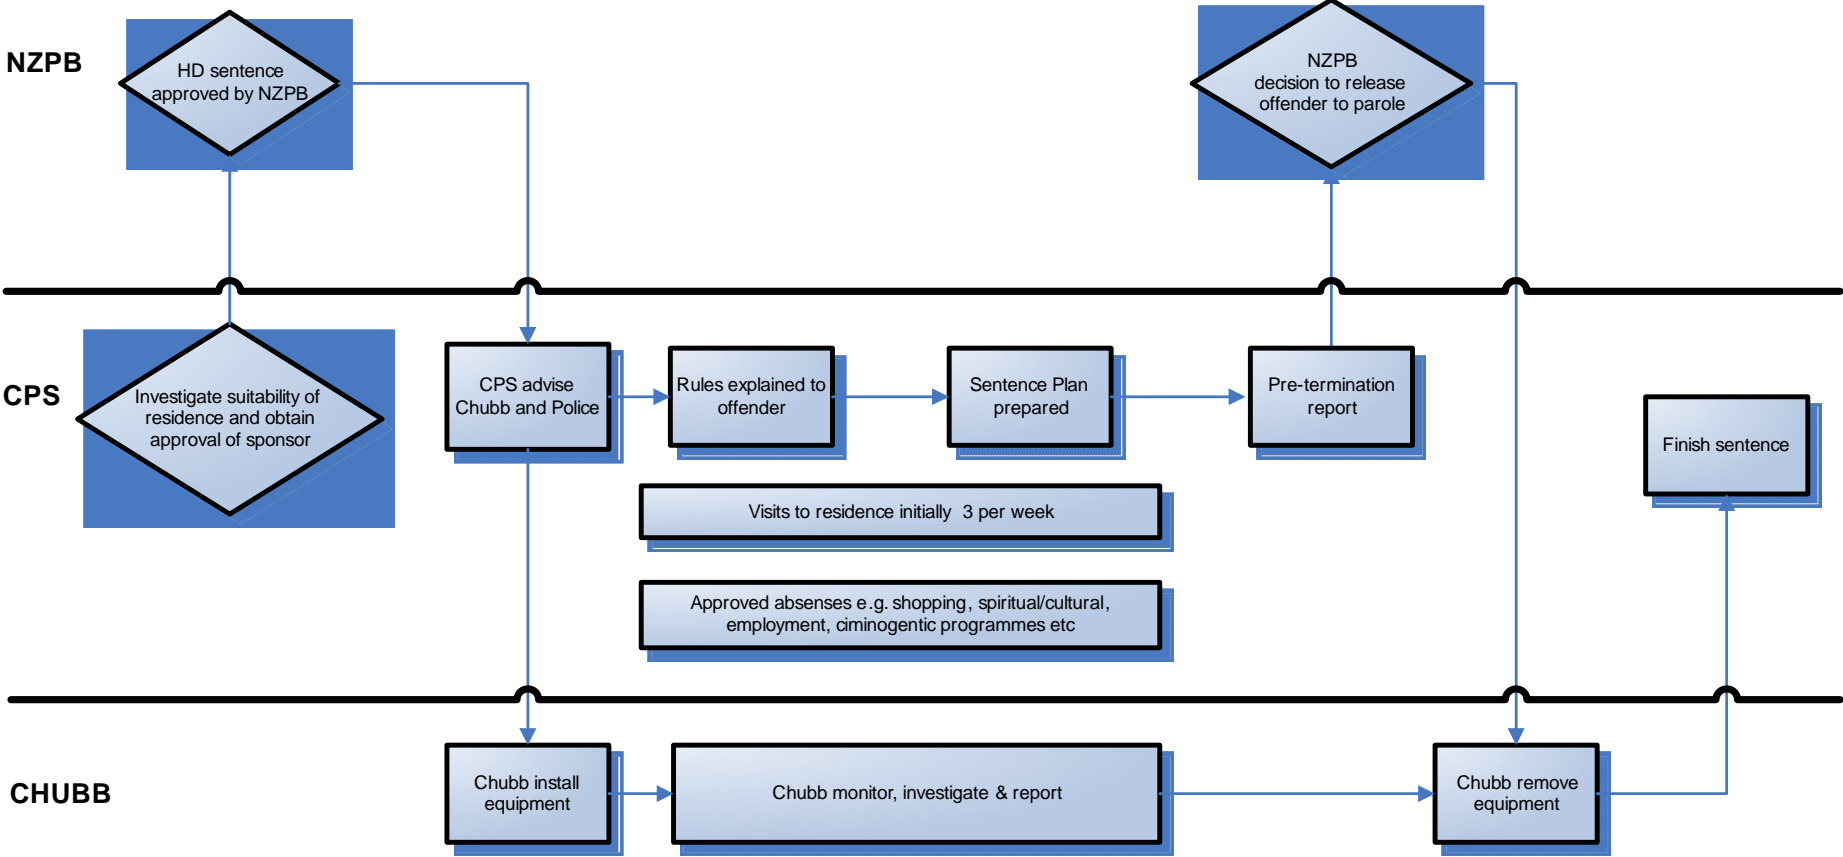 NZPB
HD sentence
approved by NZPB
NZPB
decision to release
offender to parole
CPS
Investigate suitability of
residence and obtain
approval of sponsor
CPS advise
Chubb and Police
Rules explained to
offender
Sentence Plan
prepared
Pre-termination
report
Finish sentence
Visits to residence initially 3 per week
Approved absenses e.g. shopping, spiritual/cultural,
employment, ciminogentic programmes etc
CHUBB
Chubb install
equipment
Chubb monitor, investigate & report
Chubb remove
equipment